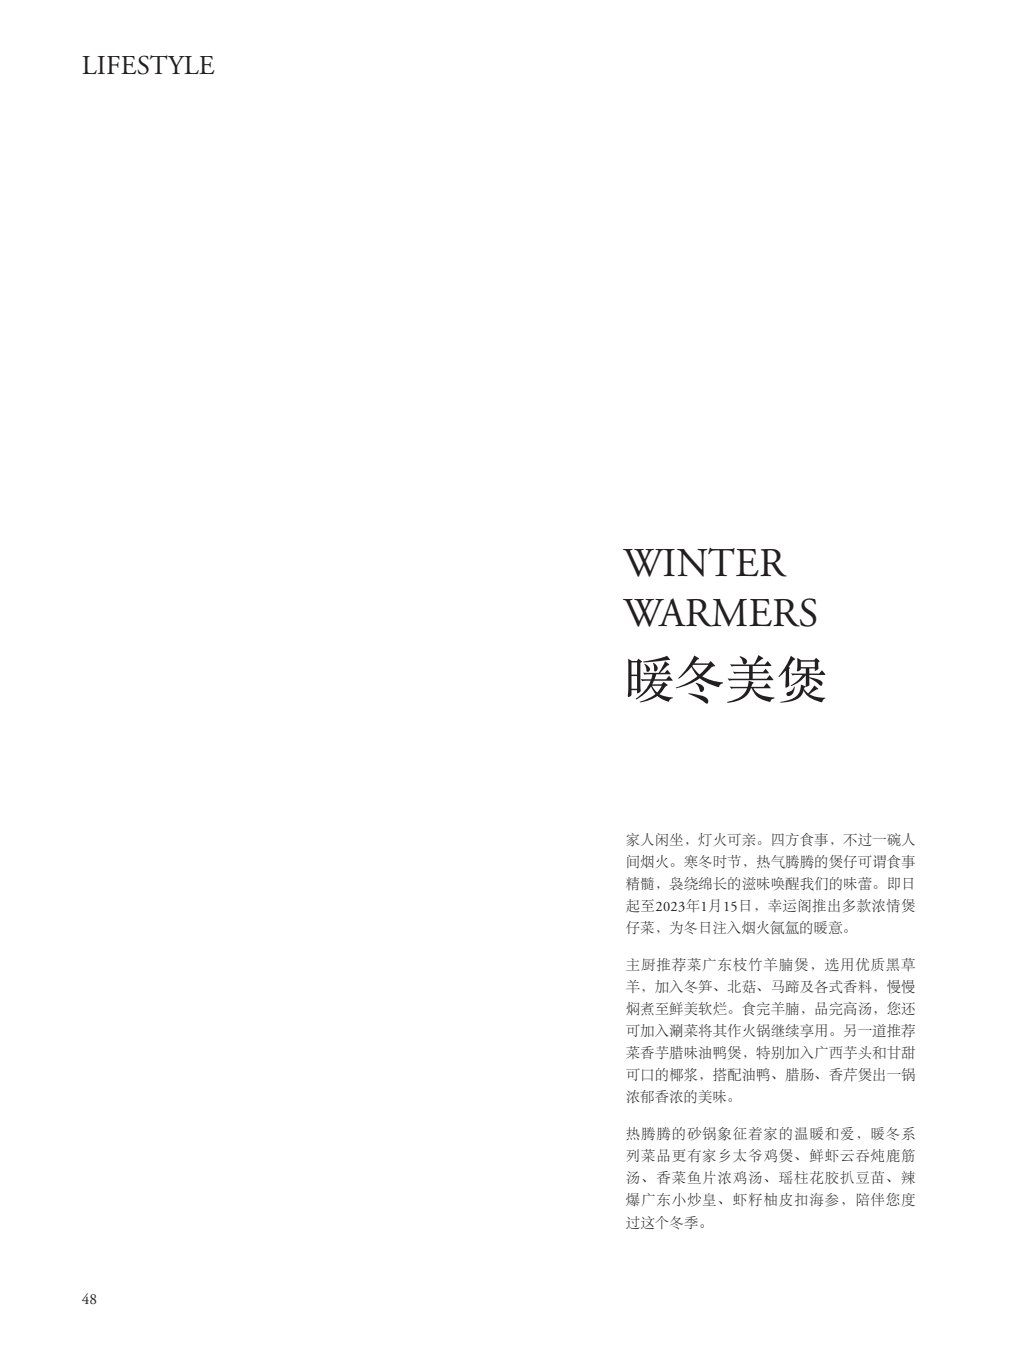 LIFESTYLE
WINTER
WARMERS
暖冬美煲
家人闲坐，灯火可亲。四方食事，不过一碗人
间烟火。寒冬时节，热气腾腾的煲仔可谓食事
精髓，袅绕绵长的滋味唤醒我们的味蕾。即日
起至2023年1月15日，幸运阁推出多款浓情煲
仔菜，为冬日注入烟火氤氲的暖意。
主厨推荐菜广东枝竹羊腩煲，选用优质黑草
羊，加入冬笋、北菇、马蹄及各式香料，慢慢
焖煮至鲜美软烂。食完羊腩，品完高汤，您还
可加入涮菜将其作火锅继续享用。另一道推荐
菜香芋腊味油鸭煲，特别加入广西芋头和甘甜
可口的椰浆，搭配油鸭、腊肠、香芹煲出一锅
浓郁香浓的美味。
热腾腾的砂锅象征着家的温暖和爱，暖冬系
列菜品更有家乡太爷鸡煲、鲜虾云吞炖鹿筋
汤、香菜鱼片浓鸡汤、瑶柱花胶扒豆苗、辣
爆广东小炒皇、虾籽柚皮扣海参，陪伴您度
过这个冬季。
48